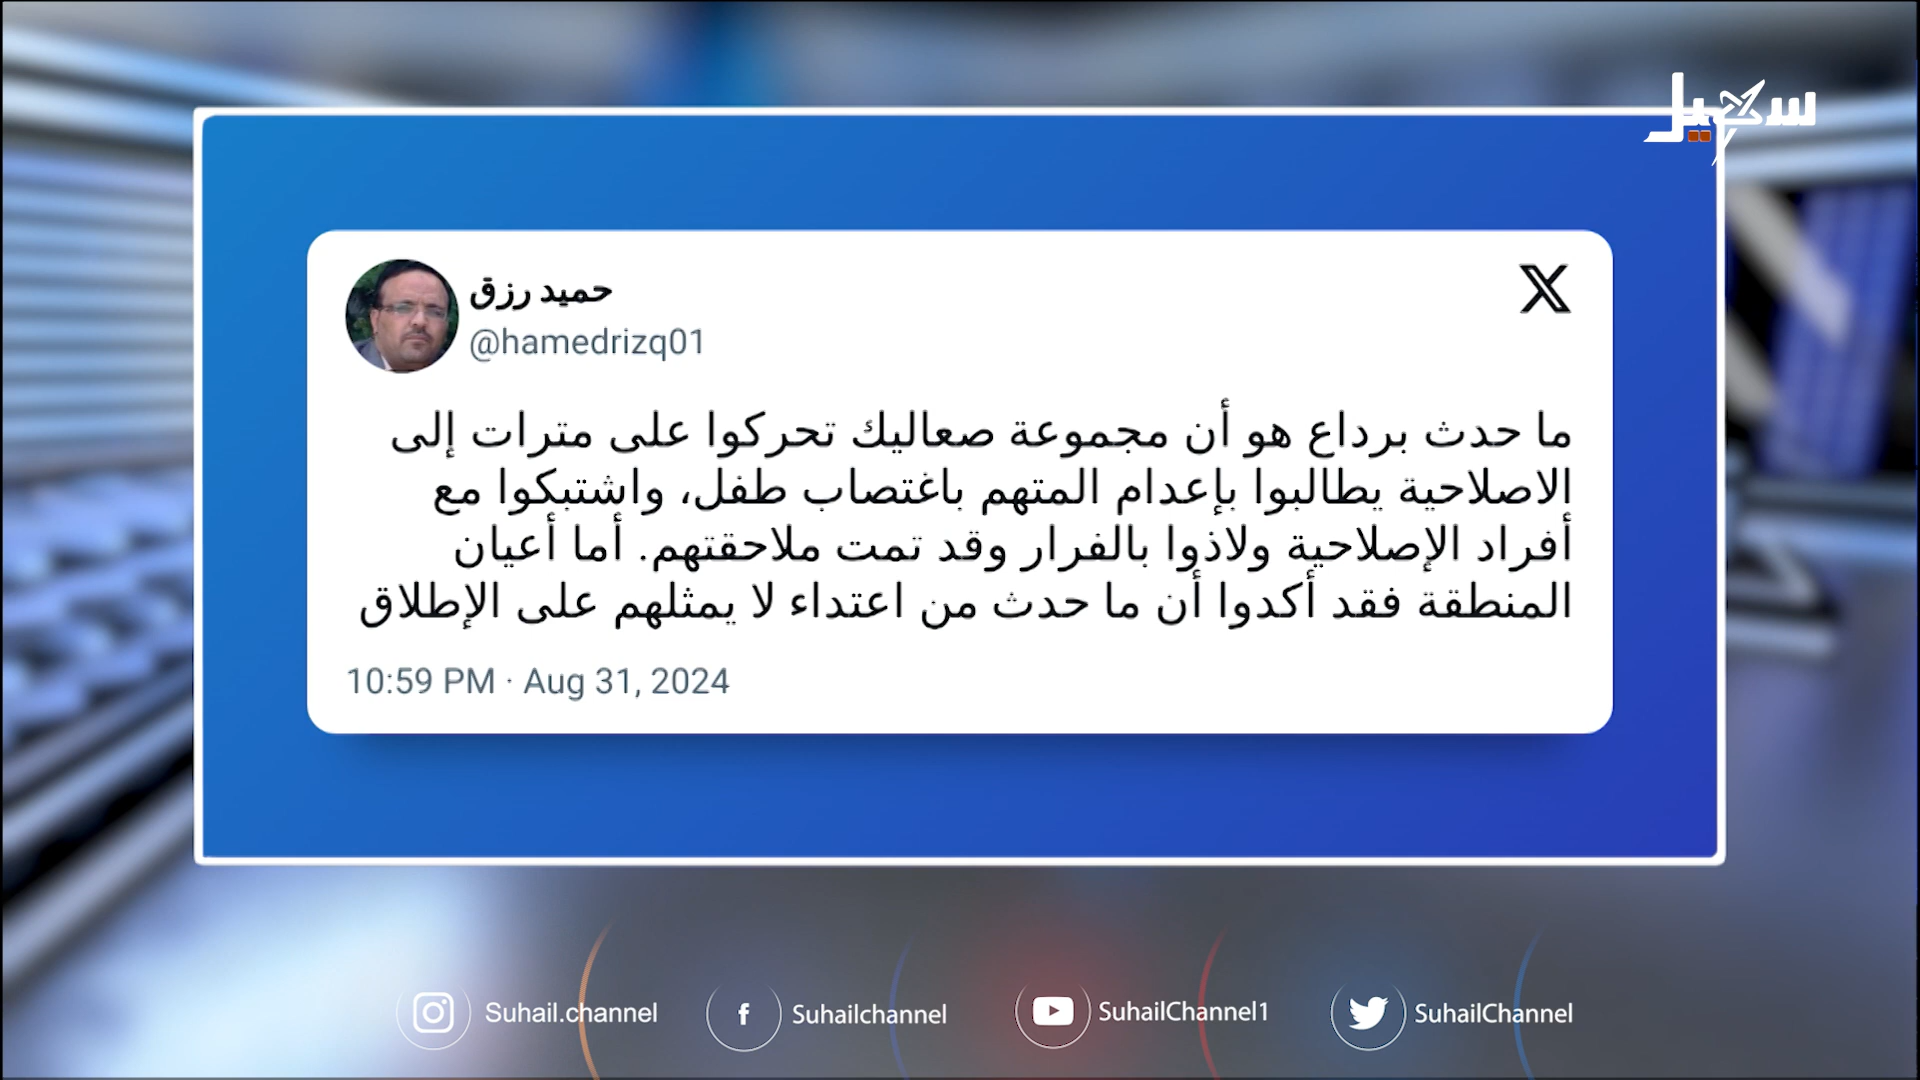 سهيل
حميد رزق
@hamedrizq01
ما حدث برداع هو أن مجموعة صعاليك تحركوا على مترات إلى
الاصلاحية يطالبوا بإعدام المتهم باغتصاب طفل، واشتبكوا مع
أفراد الإصلاحية ولاذوا بالفرار وقد تمت ملاحقتهم. أما أعيان
المنطقة فقد أكدوا أن ما حدث من اعتداء لا يمثلهم على الإطلاق
10:59 PM · Aug 31, 2024
Suhail.channel
Suhailchannel
SuhailChannel1
SuhailChannel